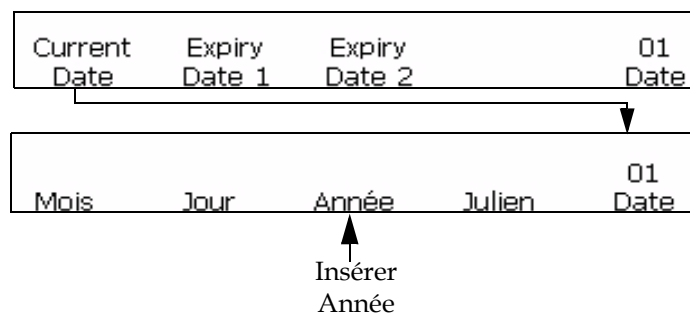 Current Expiry Expiry 01
Date Date 1 Date 2 Date
01
Mois Jour Année Julien Date
Insérer
Année